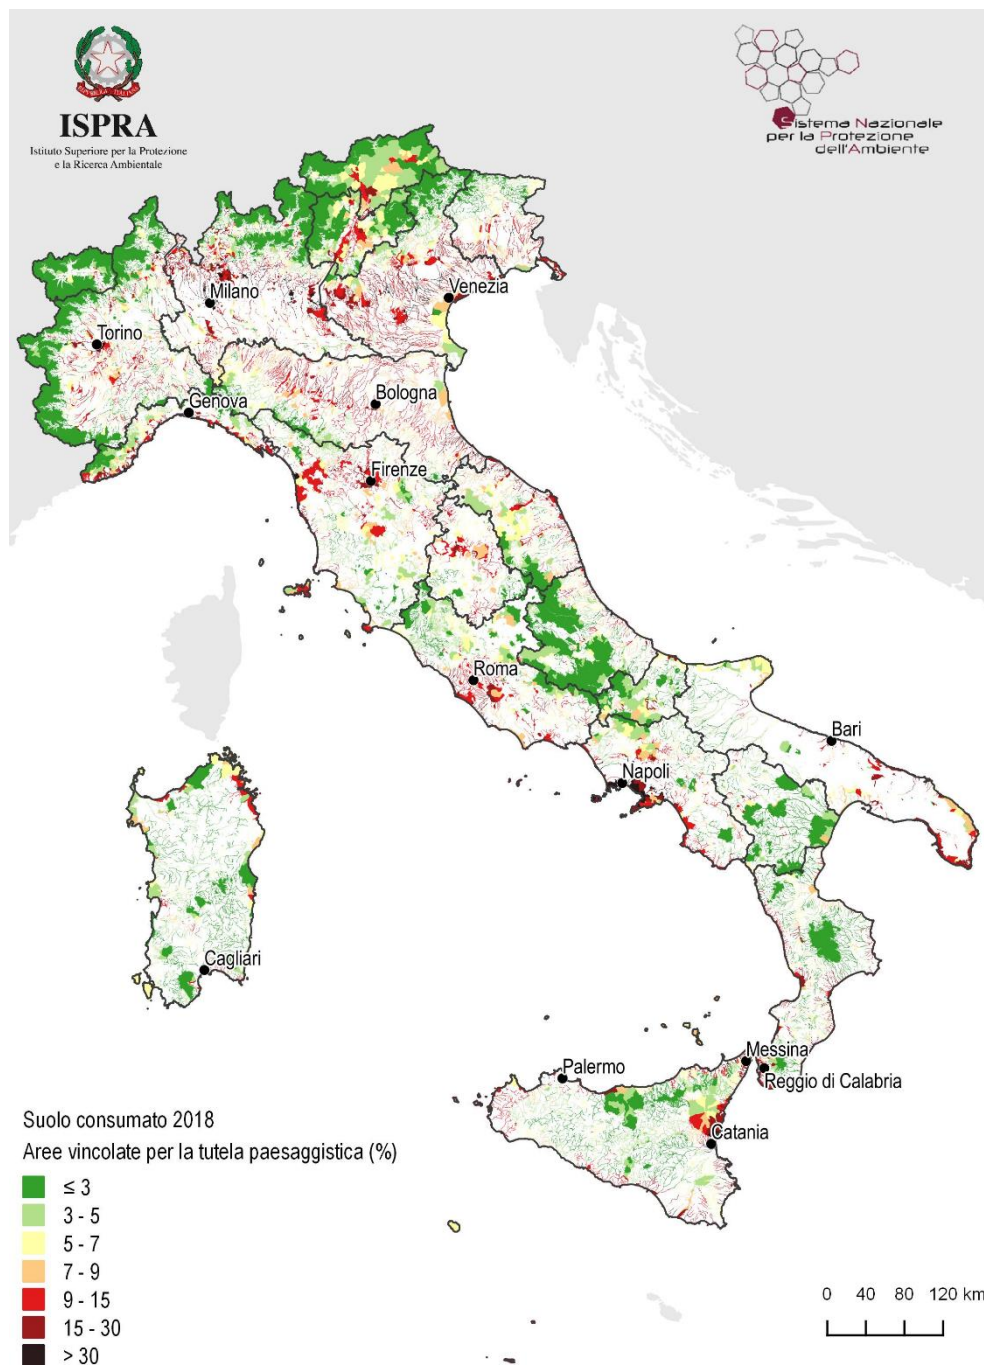 ISPRA
Istituto Superiore per la Protezione
e la Ricerca Ambientale
Sistema Nazionale
per la Protezione
dell'Ambiente
Milano
Venezia
Torino
Genova
Bologna
Firenze
Roma
Bari
Napoli
Cagliari
Messina
Palermo
Reggio di Calabria
Catania
Suolo consumato 2018
Aree vincolate per la tutela paesaggistica (%)
≤ 3
3 - 5
5 - 7
7 - 9
9 - 15
15 - 30
> 30
0 40 80 120 km